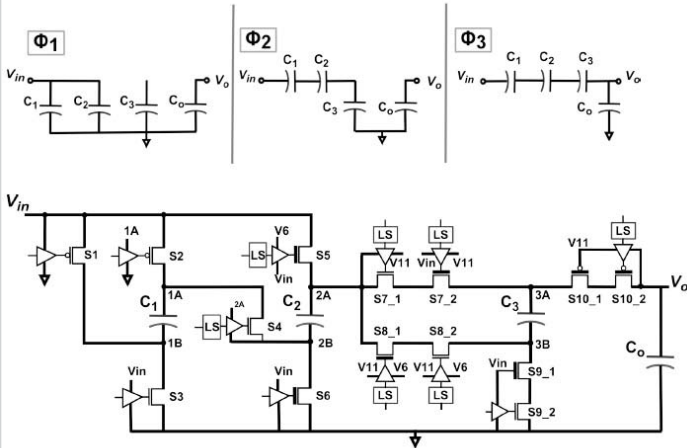 Φ1
Vin
C1
C2
C3
Co
Vo
Φ2
Vin
C1
C2
C3
Co
Vo
Φ3
Vin
C1
C2
C3
Vo
Co
Vin
S1
1A
S2
1A
C1
1B
Vin
S3
LS
2A
S4
V6
LS
Vin
S5
2A
C2
2B
Vin
S6
LS
V11
S7_1
LS
Vin
V11
S7_2
S8_1
V11
V6
LS
S8_2
V11
V6
LS
3A
C3
3B
Vin
S9_1
S9_2
V11
S10_1
LS
S10_2
Vo
Co